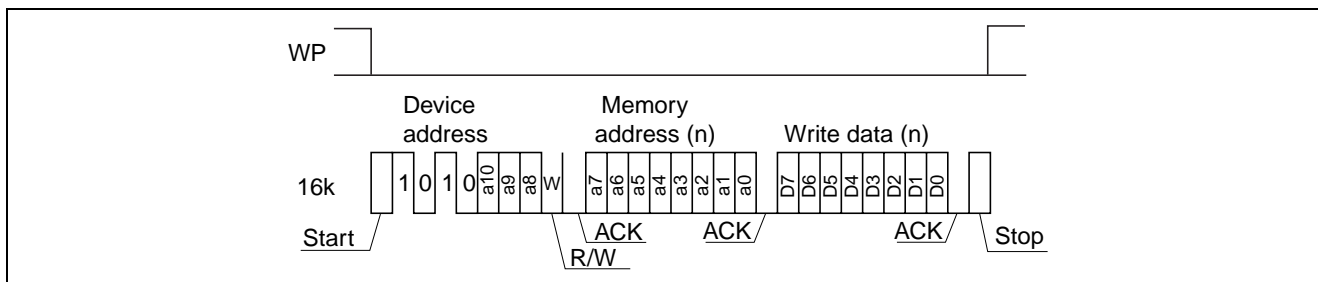 WP
Device address
Memory address (n)
Write data (n)
16k
1 0 1 0 a10 a9 a8 W a7 a6 a5 a4 a3 a2 a1 a0 D7 D6 D5 D4 D3 D2 D1 D0
Start
ACK
ACK
ACK
Stop
R/W